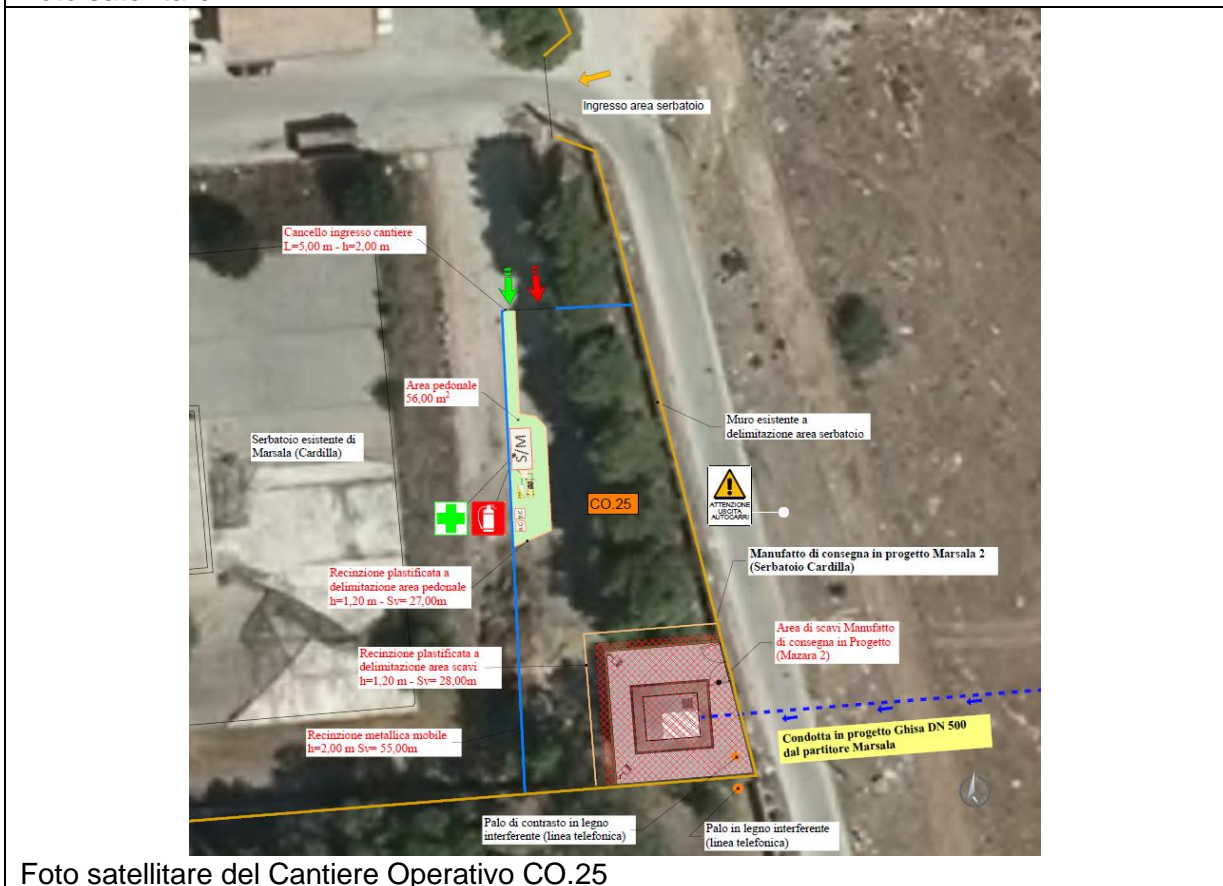 Ingresso area serbatoio
Cancello ingresso cantiere
L=5,00 m - h=2,00 m
Area pedonale
56,00 m²
S/M
Muro esistente a
delimitazione area serbatoio
Serbatoio esistente di
Marsala (Cardilla)
CO.25
ATTENZIONE
USCITA
AUTOCARRI
Manufatto di consegna in progetto Marsala 2
(Serbatoio Cardilla)
Recinzione plastificata a
delimitazione area pedonale
h=1,20 m - Sv= 27,00m
Area di scavi Manufatto
di consegna in Progetto
(Mazara 2)
Recinzione plastificata a
delimitazione area scavi
h=1,20 m - Sv= 28,00m
Recinzione metallica mobile
h=2,00 m Sv= 55,00m
Condotta in progetto Ghisa DN 500
dal partitore Marsala
Palo di contrasto in legno
interferente (linea telefonica)
Palo in legno interferente
(linea telefonica)
Foto satellitare del Cantiere Operativo CO.25